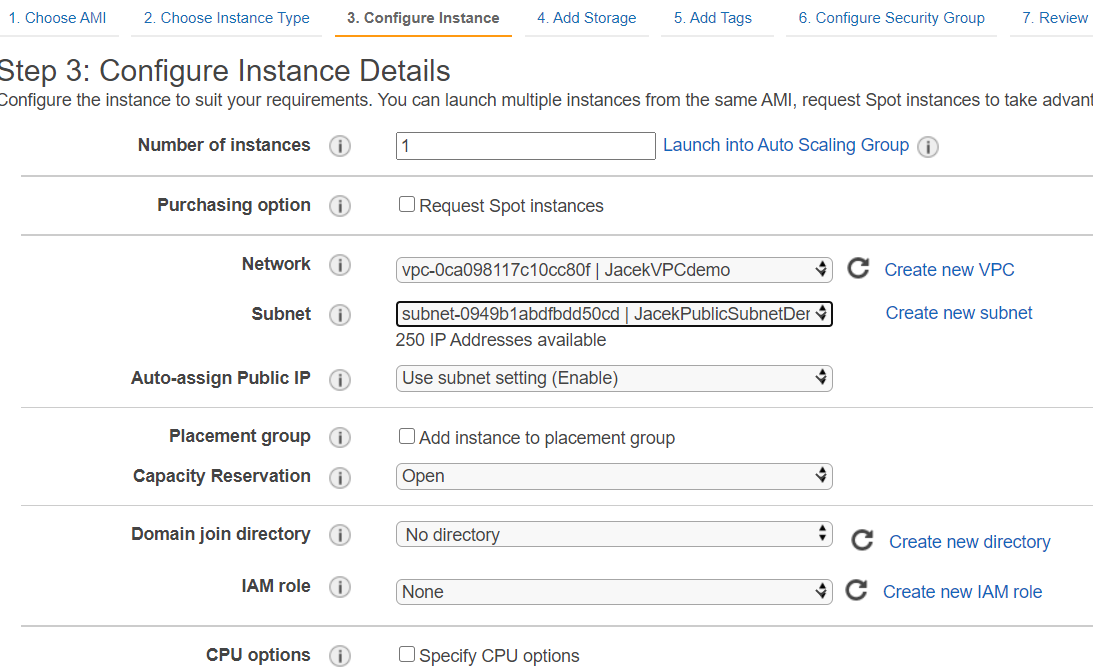 1. Choose AMI 2. Choose Instance Type 3. Configure Instance 4. Add Storage 5. Add Tags 6. Configure Security Group 7. Review
Step 3: Configure Instance Details
Configure the instance to suit your requirements. You can launch multiple instances from the same AMI, request Spot instances to take advant
Number of instances i 1 Launch into Auto Scaling Group i
Purchasing option i Request Spot instances
Network i vpc-0ca098117c10cc80f | JacekVPCdemo Create new VPC
Subnet i subnet-0949b1abdfbdd50cd | JacekPublicSubnetDer Create new subnet
250 IP Addresses available
Auto-assign Public IP i Use subnet setting (Enable)
Placement group i Add instance to placement group
Capacity Reservation i Open
Domain join directory i No directory Create new directory
IAM role i None Create new IAM role
CPU options i Specify CPU options